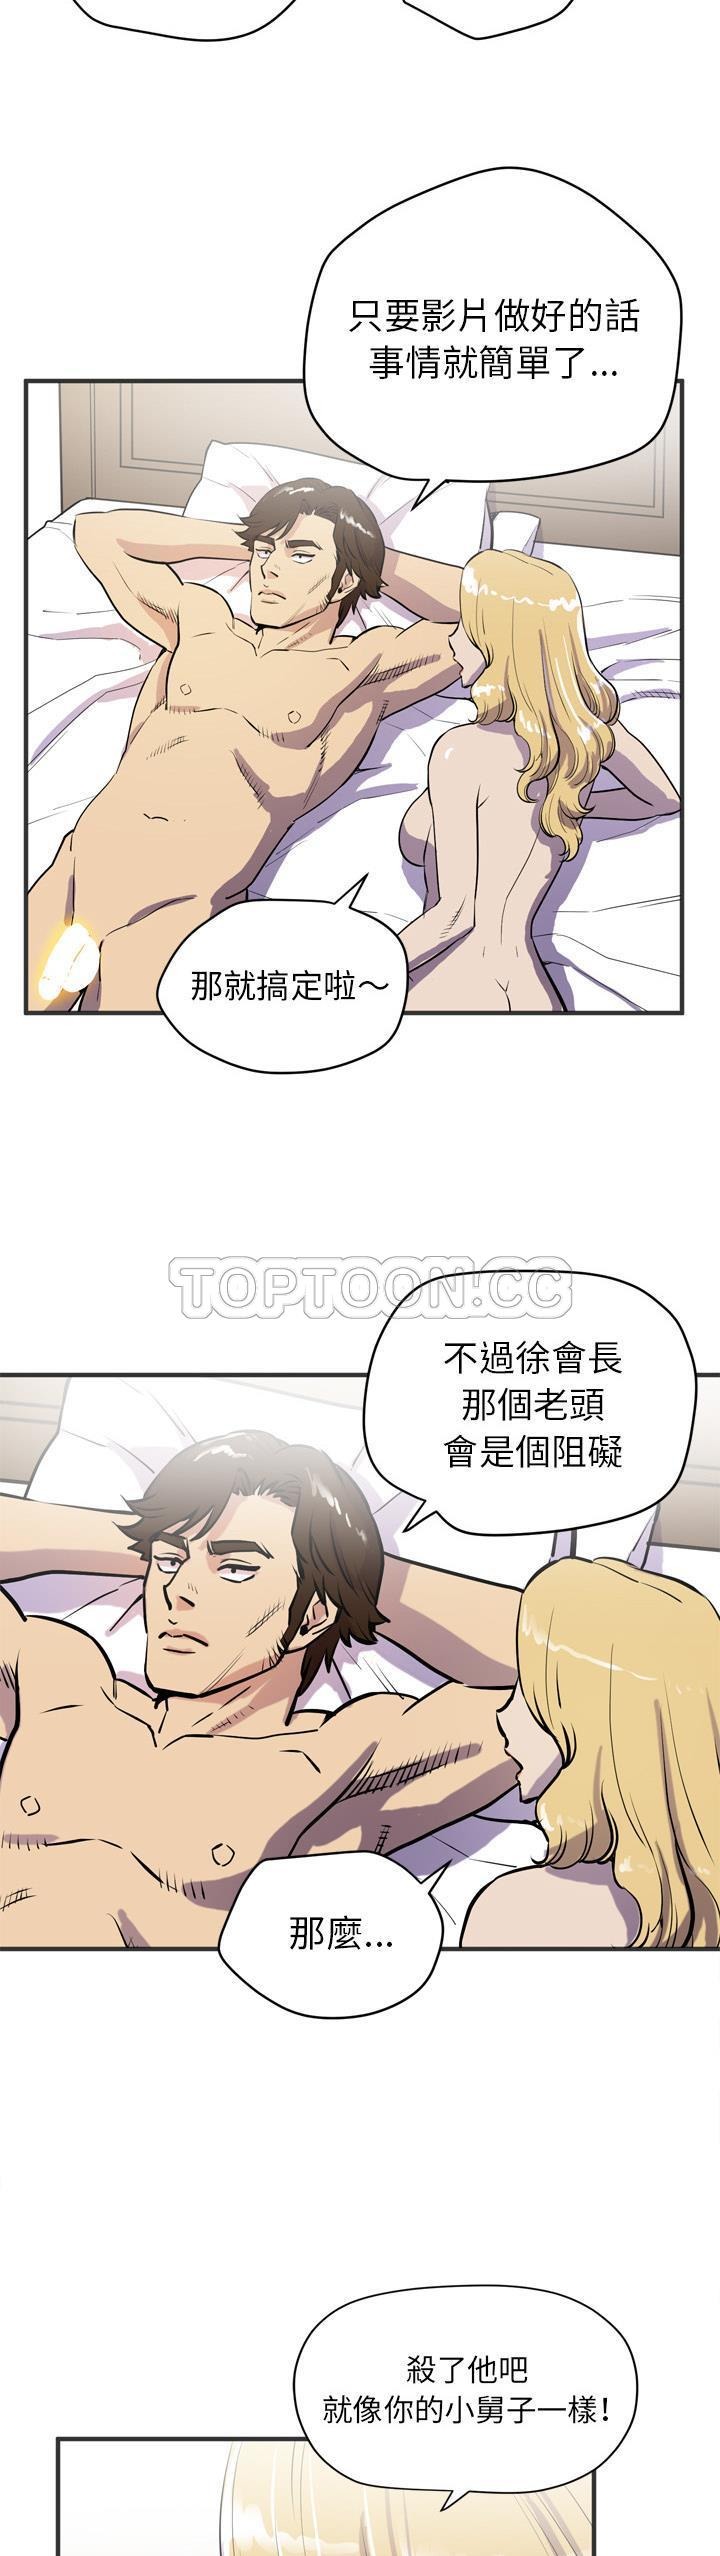 只要影片做好的話
事情就簡單了...
那就搞定啦～
TOPTOON.CC
不過徐會長
那個老頭
會是個阻礙
那麼...
殺了他吧
就像你的小舅子一樣!